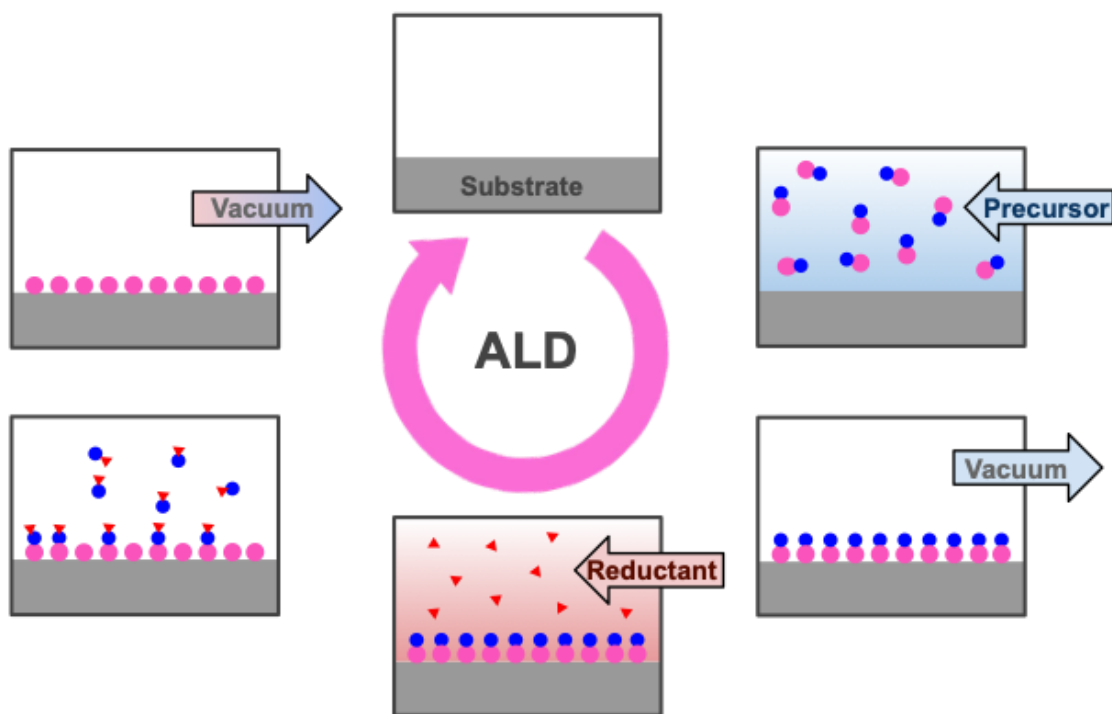 Substrate
Vacuum
Precursor
ALD
Vacuum
Reductant